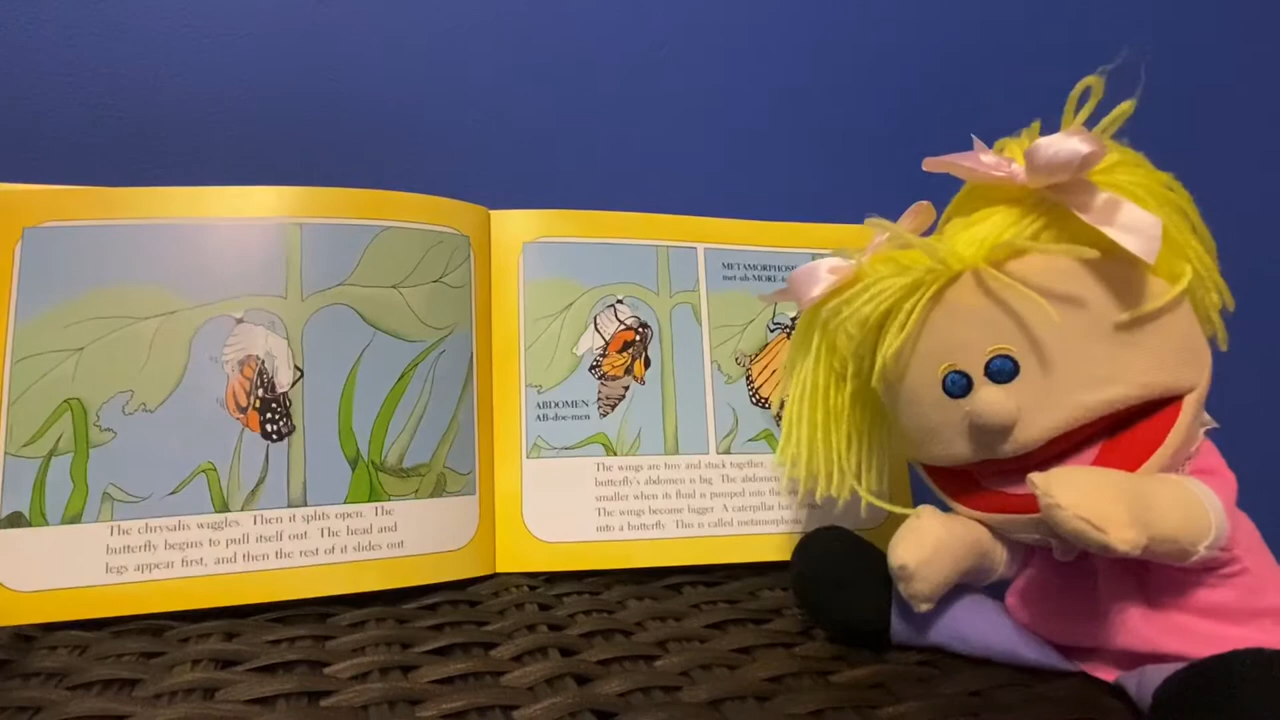 The chrysalis wiggles. Then it splits open. The
butterfly begins to pull itself out. The head and
legs appear first, and then the rest of it slides out.
ABDOMEN
AB-doe-men
METAMORPHOSI
met-ah-MORE-f
The wings are tiny and stuck together,
butterfly's abdomen is big. The abdomen
smaller when its fluid is pumped into the
The wings become bigger. A caterpillar has
into a butterfly. This is called metamorphosis.